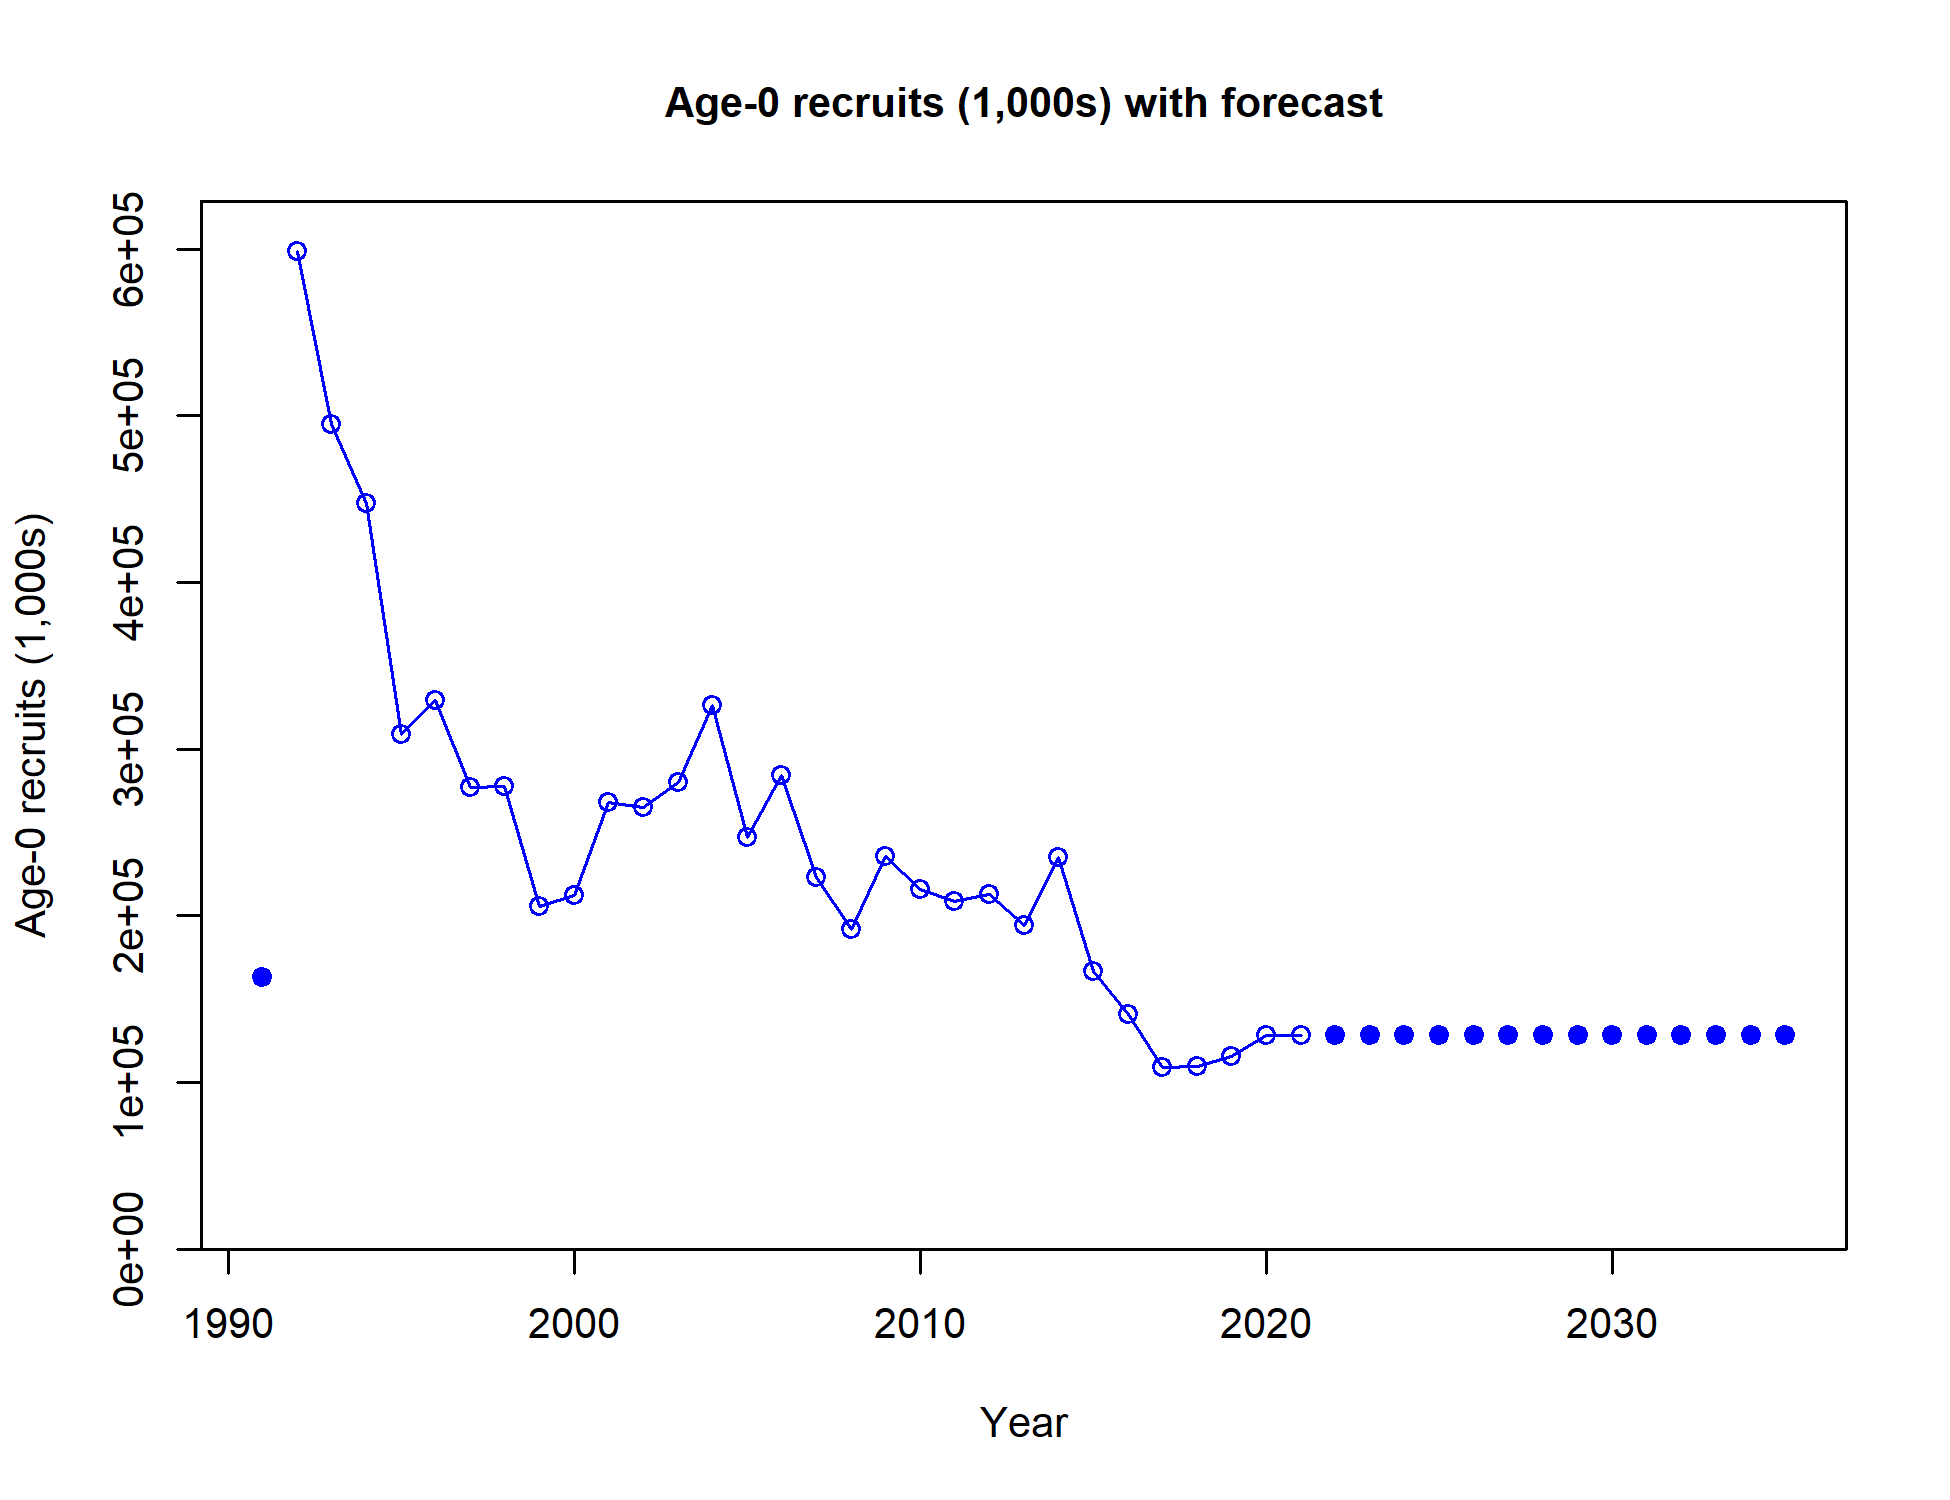 Age-0 recruits (1,000s) with forecast
Age-0 recruits (1,000s)
6e+05
5e+05
4e+05
3e+05
2e+05
1e+05
0e+00
1990 2000 2010 2020 2030
Year